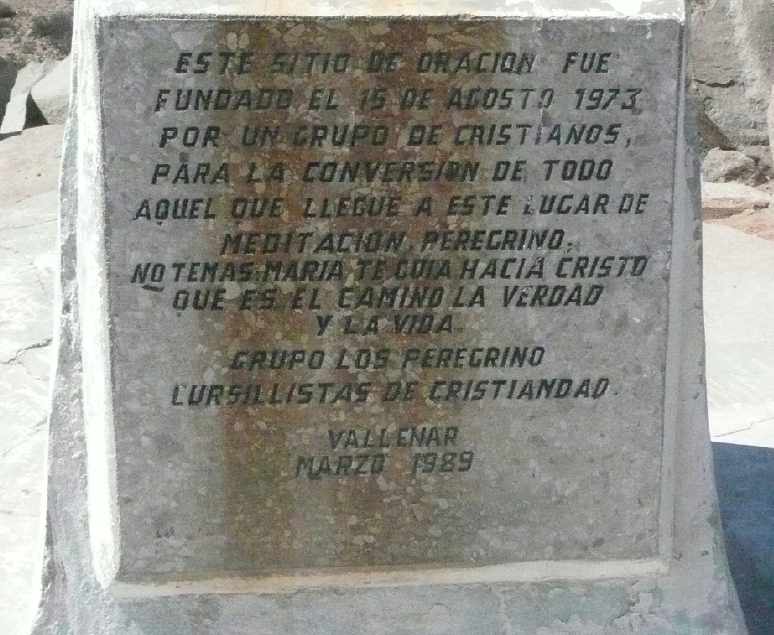 ESTE SITIO DE ORACION FUE
FUNDADO EL 15 DE AGOSTO 1973
POR UN GRUPO DE CRISTIANOS,
PARA LA CONVERSION DE TODO
AQUEL QUE LLEGUE A ESTE LUGAR DE
MEDITACION, PEREGRINO,
NO TEMAS, MARIA TE GUIA HACIA CRISTO
QUE ES EL CAMINO LA VERDAD
Y LA VIDA.
GRUPO LOS PEREGRINO
CURSILLISTAS DE CRISTIANDAD.
VALLENAR
MARZO 1989